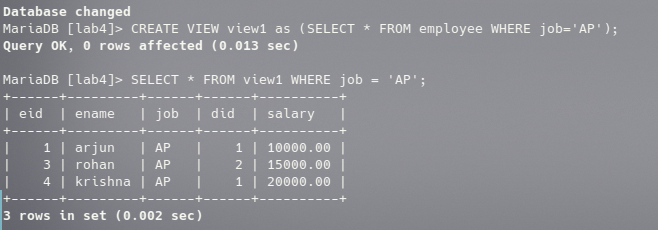 Database changed
MariaDB [lab4]> CREATE VIEW view1 as (SELECT * FROM employee WHERE job='AP');
Query OK, 0 rows affected (0.013 sec)

MariaDB [lab4]> SELECT * FROM view1 WHERE job = 'AP';
+------+---------+------+------+----------+
| eid  | ename   | job  | did  | salary   |
+------+---------+------+------+----------+
|    1 | arjun   | AP   |    1 | 10000.00 |
|    3 | rohan   | AP   |    2 | 15000.00 |
|    4 | krishna | AP   |    1 | 20000.00 |
+------+---------+------+------+----------+
3 rows in set (0.002 sec)